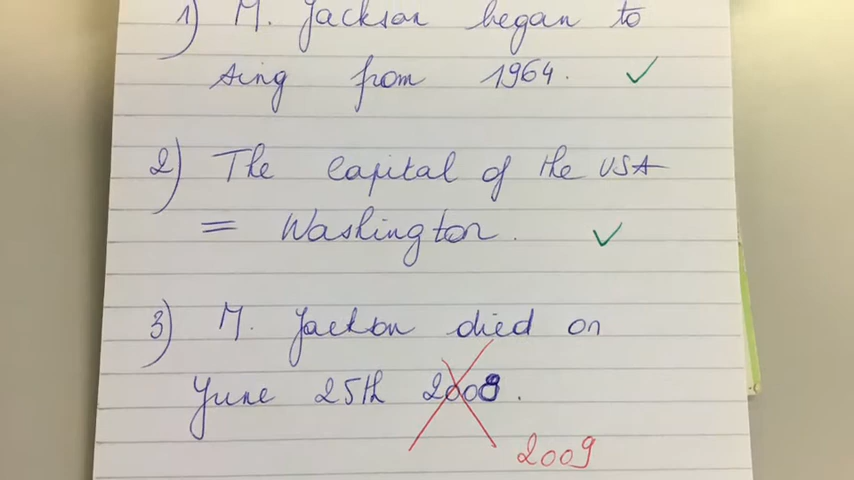 1) M. Jackson began to
sing from 1964.
2) The capital of the USA
= Washington.
3) M. Jackson died on
June 25th 2008.
2009